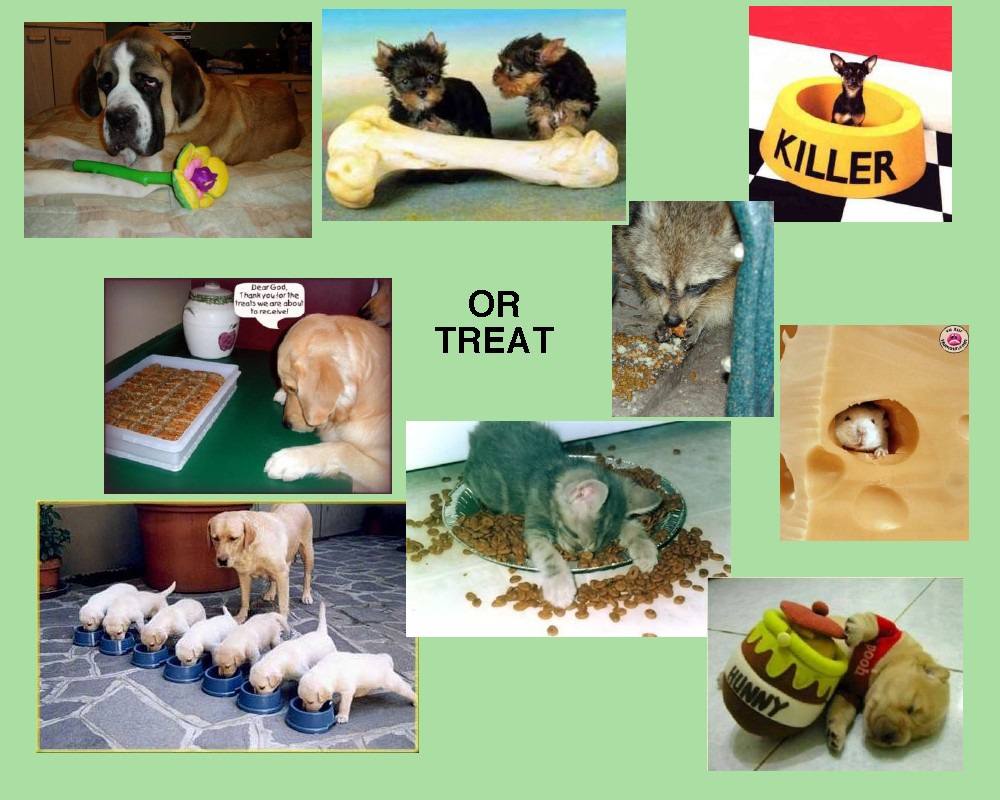 KILLER
Dear God,
Thank you for the
treats we are about
to receive!
OR
TREAT
HUNNY
pooh